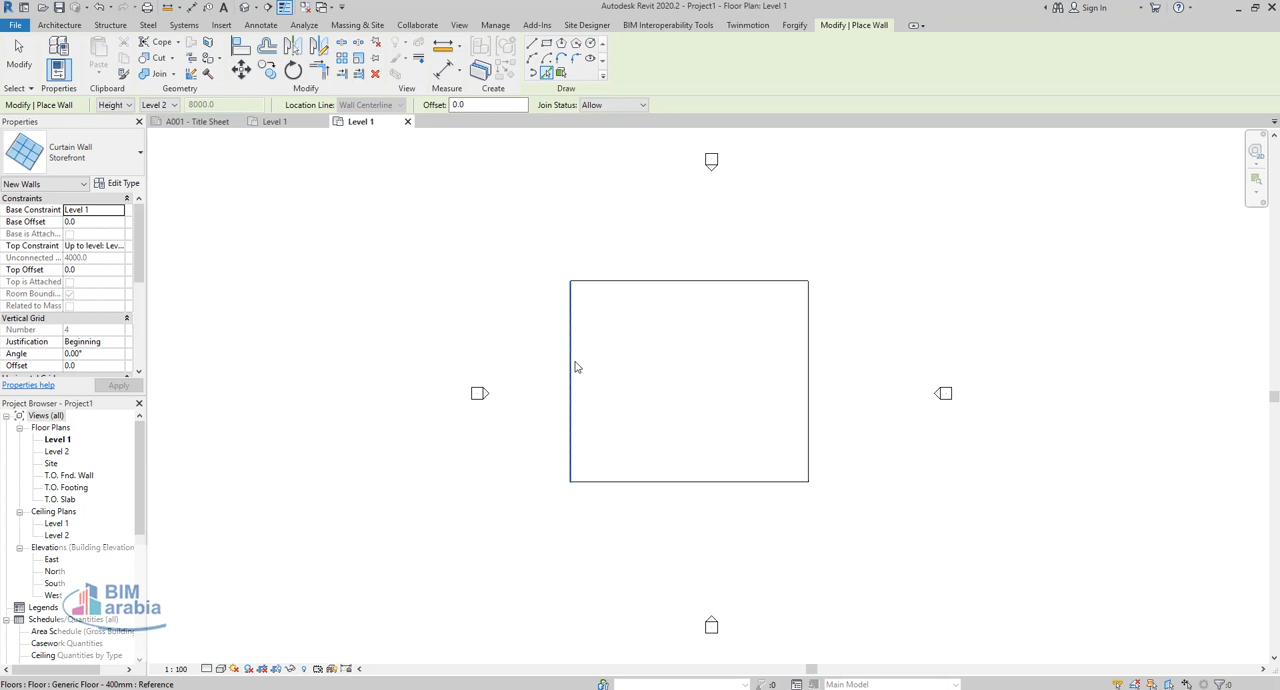 Autodesk Revit 2020.2 - Project1 - Floor Plan: Level 1
Sign In
File Architecture Structure Steel Systems Insert Annotate Analyze Massing & Site Collaborate View Manage Add-Ins Site Designer BIM Interoperability Tools Twinmotion Forgify Modify | Place Wall
Modify Paste Cope Cut Join
Select Properties Clipboard Geometry Modify View Measure Create Draw
Modify | Place Wall Height Level 2 8000.0 Location Line: Wall Centerline Offset: 0.0 Join Status: Allow
Properties A001 - Title Sheet Level 1 Level 1
Curtain Wall
Storefront
New Walls Edit Type
Constraints
Base Constraint Level 1
Base Offset 0.0
Base is Attach...
Top Constraint Up to level: Lev...
Unconnected ... 4000.0
Top Offset 0.0
Top is Attached
Room Boundi...
Related to Mass
Vertical Grid
Number 4
Justification Beginning
Angle 0.00°
Offset 0.0
Properties help Apply
Project Browser - Project1
Views (all)
Floor Plans
Level 1
Level 2
Site
T.O. Fnd. Wall
T.O. Footing
T.O. Slab
Ceiling Plans
Level 1
Level 2
Elevations (Building Elevation
East
North
South
West
BIM
arabia
Legends
Schedules/Quantities (all)
Area Schedule (Gross Building
Casework Quantities
Ceiling Quantities by Type
1 : 100
Floors : Floor : Generic Floor - 400mm : Reference :0 Main Model :0